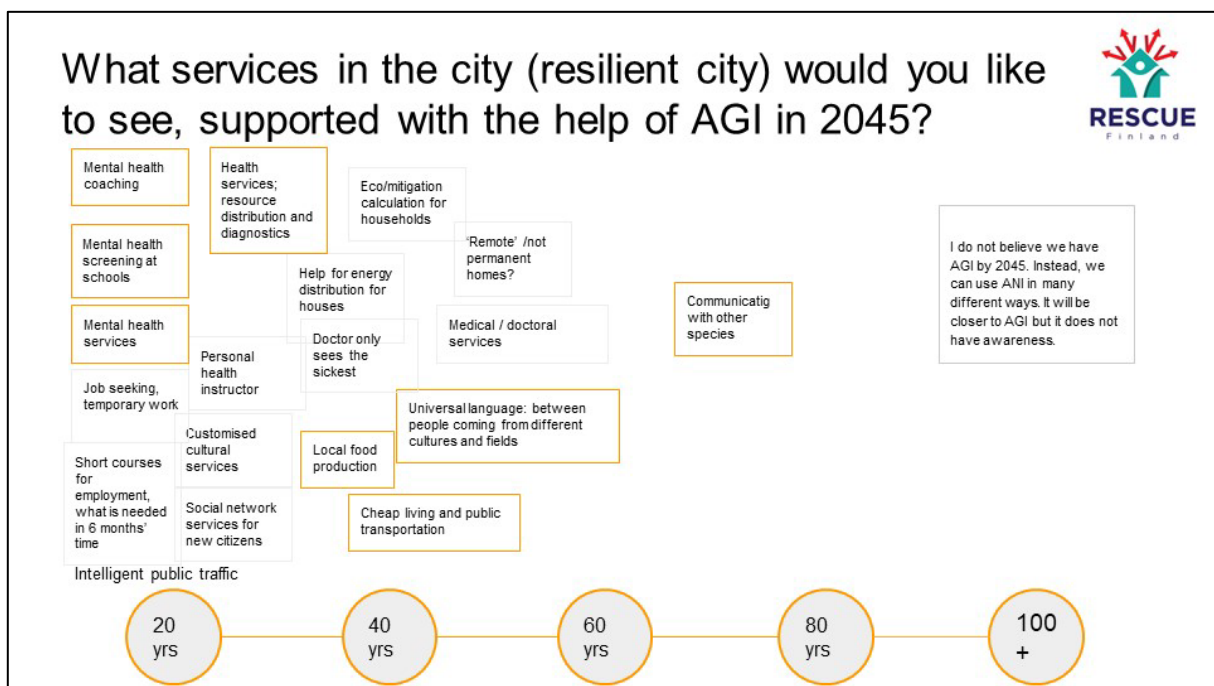 What services in the city (resilient city) would you like
to see, supported with the help of AGI in 2045?
RESCUE
Finland
Mental health
coaching
Health
services;
resource
distribution and
diagnostics
Eco/mitigation
calculation for
households
'Remote' /not
permanent
homes?
I do not believe we have
AGI by 2045. Instead, we
can use ANI in many
different ways. It will be
closer to AGI but it does not
have awareness.
Mental health
screening at
schools
Help for energy
distribution for
houses
Communicatig
with other
species
Mental health
services
Personal
health
instructor
Doctor only
sees the
sickest
Medical / doctoral
services
Job seeking,
temporary work
Customised
cultural
services
Local food
production
Universal language: between
people coming from different
cultures and fields
Short courses
for
employment,
what is needed
in 6 months'
time
Social network
services for
new citizens
Cheap living and public
transportation
Intelligent public traffic
20
yrs
40
yrs
60
yrs
80
yrs
100
+